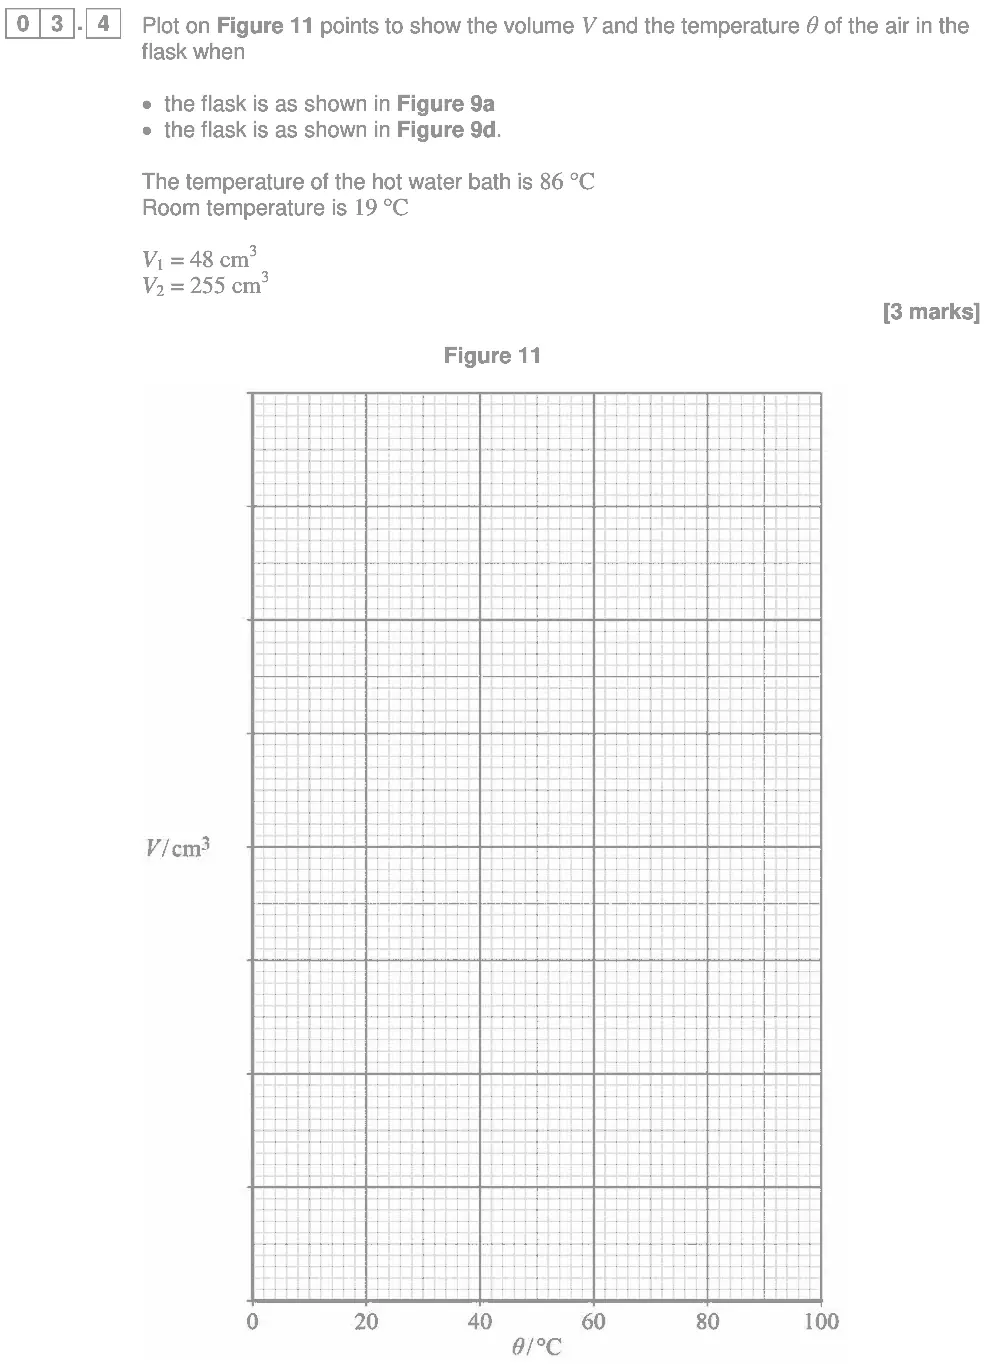 0 3 . 4 Plot on Figure 11 points to show the volume V and the temperature θ of the air in the
flask when
• the flask is as shown in Figure 9a
• the flask is as shown in Figure 9d.
The temperature of the hot water bath is 86 °C
Room temperature is 19 °C
V₁ = 48 cm³
V₂ = 255 cm³
[3 marks]
Figure 11
V/cm³
0 20 40 60 80 100
θ/°C